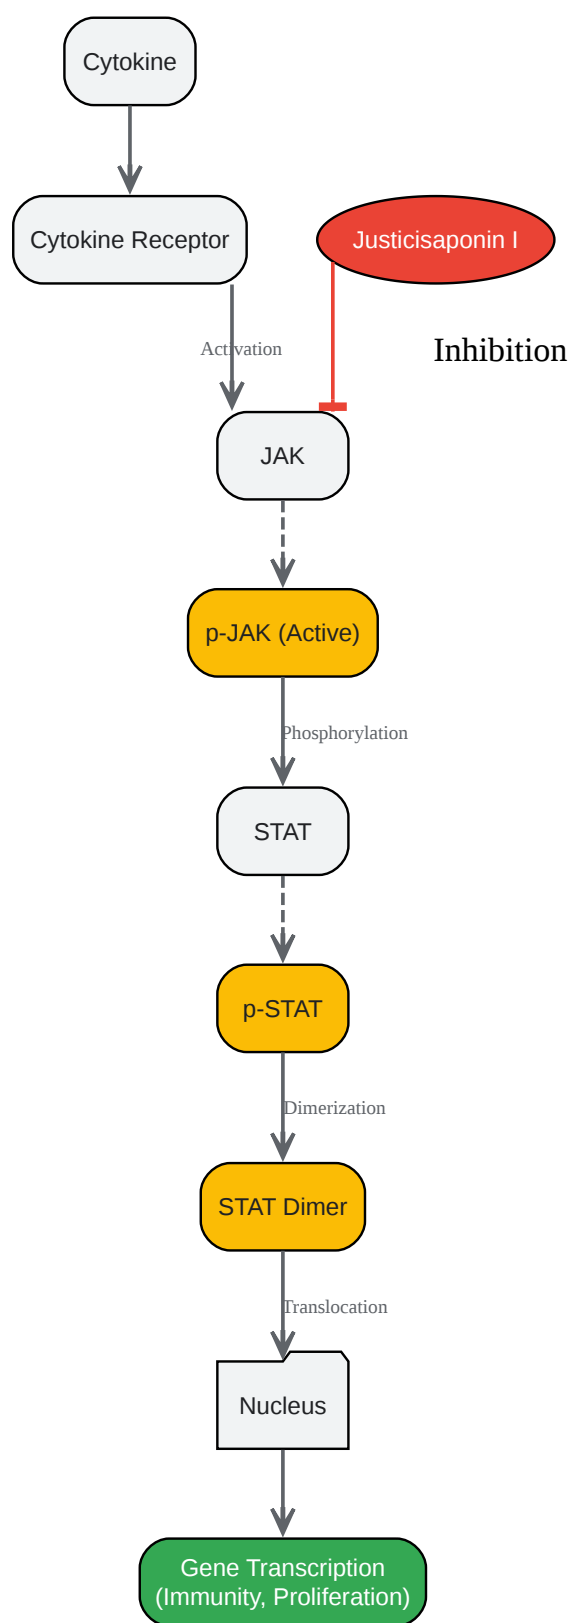 Cytokine
Cytokine Receptor
Justicisaponin I
Activation
Inhibition
JAK
p-JAK (Active)
Phosphorylation
STAT
p-STAT
Dimerization
STAT Dimer
Translocation
Nucleus
Gene Transcription
(Immunity, Proliferation)